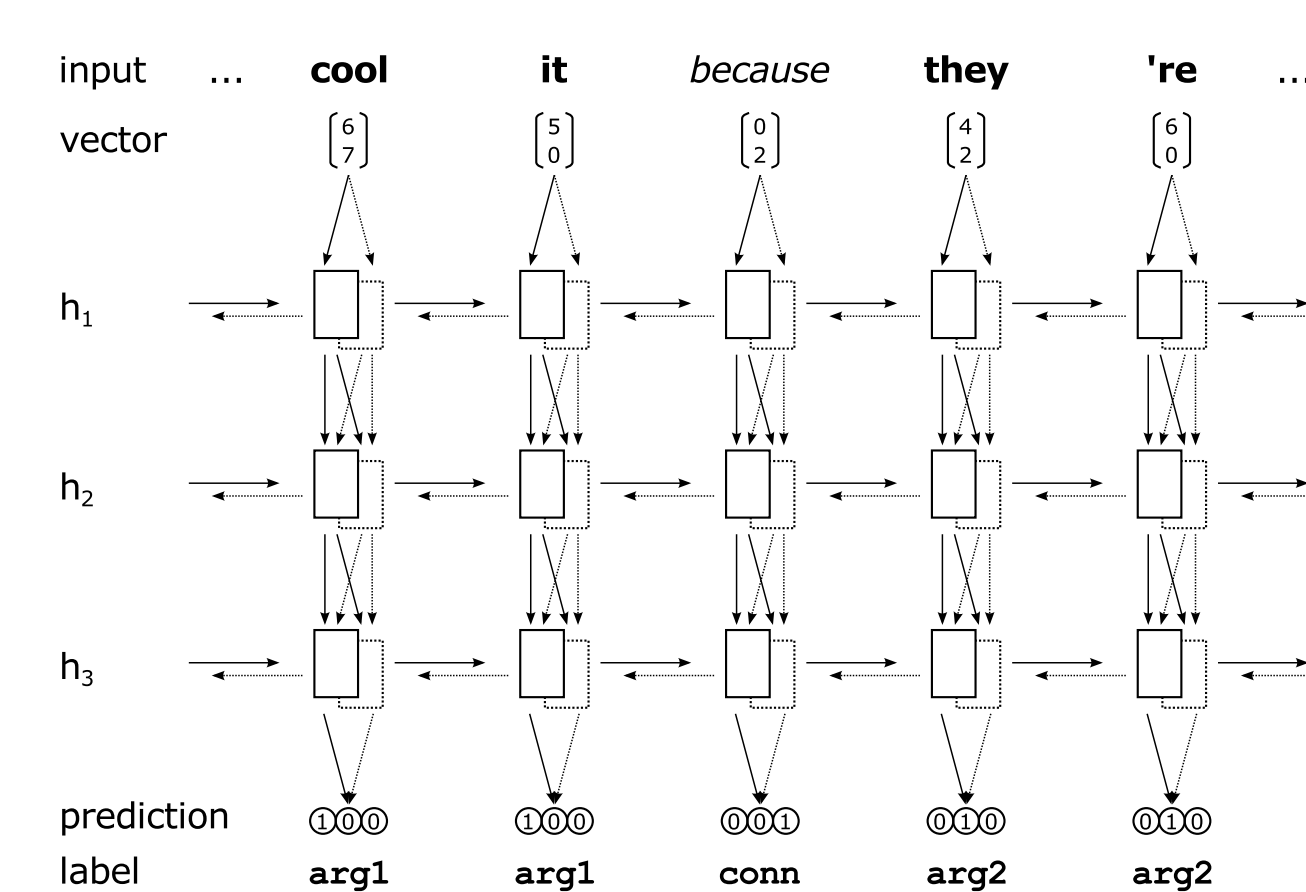 input ... cool it because they 're ...
vector 6 5 0 4 6
7 0 2 2 0
h1
h2
h3
prediction 100 100 001 010 010
label arg1 arg1 conn arg2 arg2